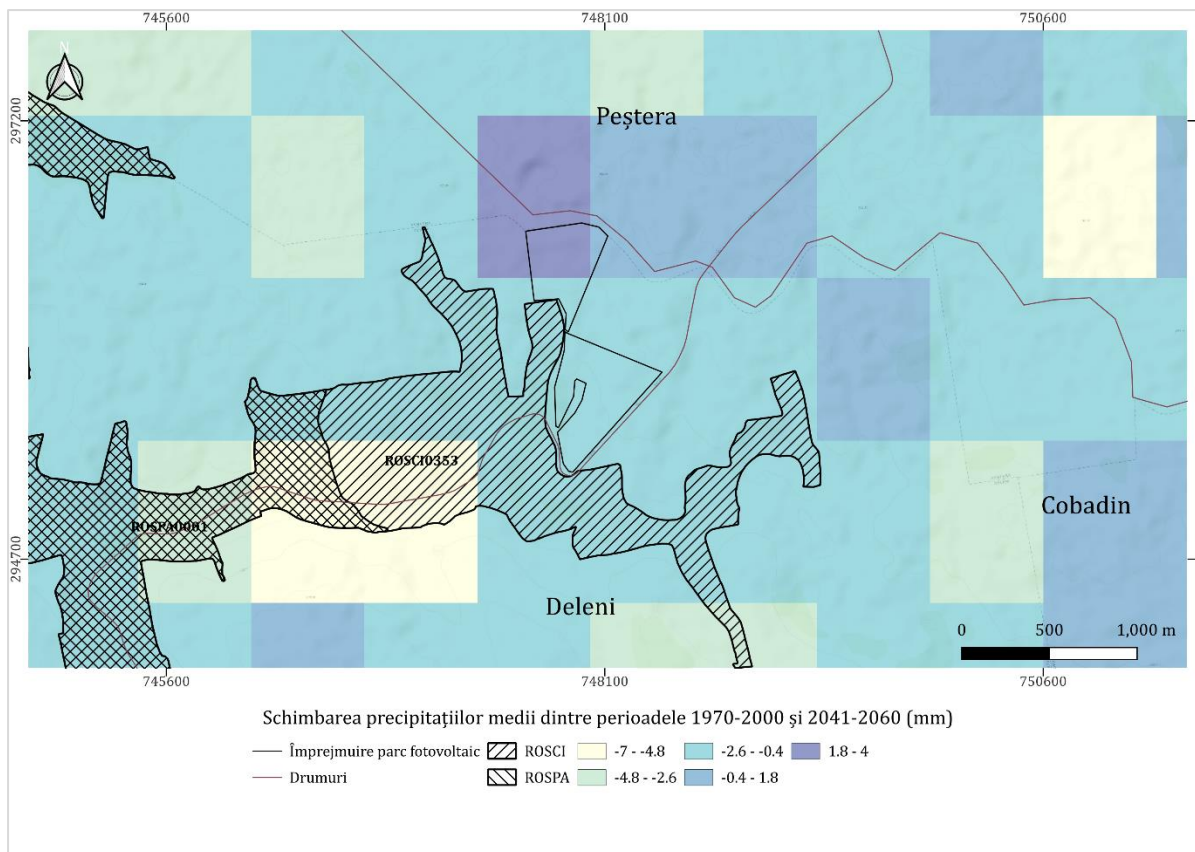 745600 748100 750600
N
297200
Peștera
ROSCI0353
ROSPA0001
Cobadin
294700
Deleni
0 500 1,000 m
745600 748100 750600
Schimbarea precipitațiilor medii dintre perioadele 1970-2000 și 2041-2060 (mm)
Împrejmuire parc fotovoltaic ROSCI -7 - -4.8 -2.6 - -0.4 1.8 - 4
Drumuri ROSPA -4.8 - -2.6 -0.4 - 1.8